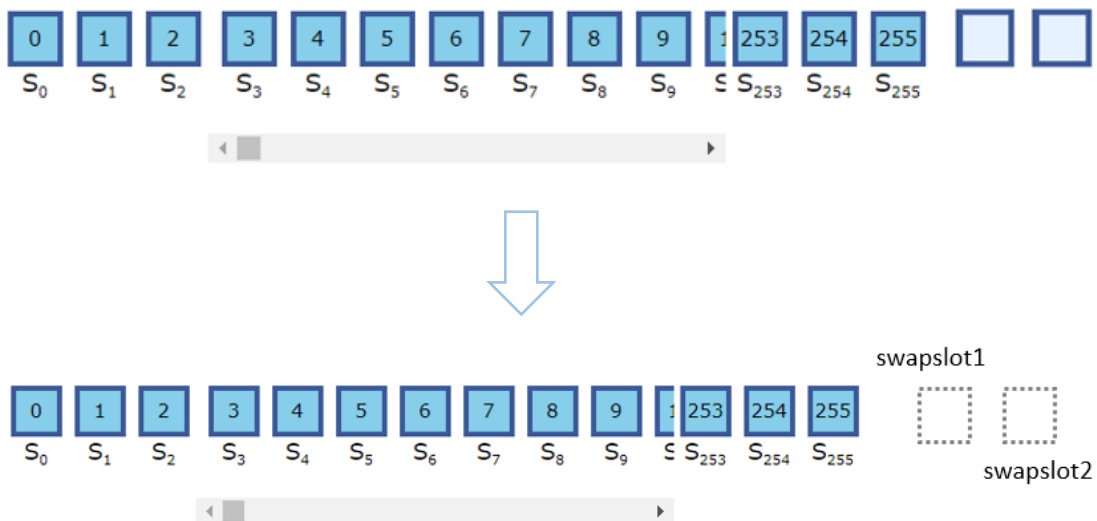 0 1 2 3 4 5 6 7 8 9 253 254 255
S₀ S₁ S₂ S₃ S₄ S₅ S₆ S₇ S₈ S₉ S₂₅₃ S₂₅₄ S₂₅₅
swapslot1
0 1 2 3 4 5 6 7 8 9 253 254 255
S₀ S₁ S₂ S₃ S₄ S₅ S₆ S₇ S₈ S₉ S₂₅₃ S₂₅₄ S₂₅₅
swapslot2